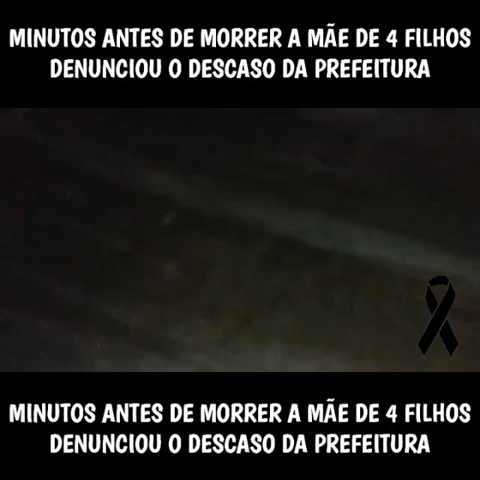 MINUTOS ANTES DE MORRER A MÃE DE 4 FILHOS
DENUNCIOU O DESCASO DA PREFEITURA
MINUTOS ANTES DE MORRER A MÃE DE 4 FILHOS
DENUNCIOU O DESCASO DA PREFEITURA